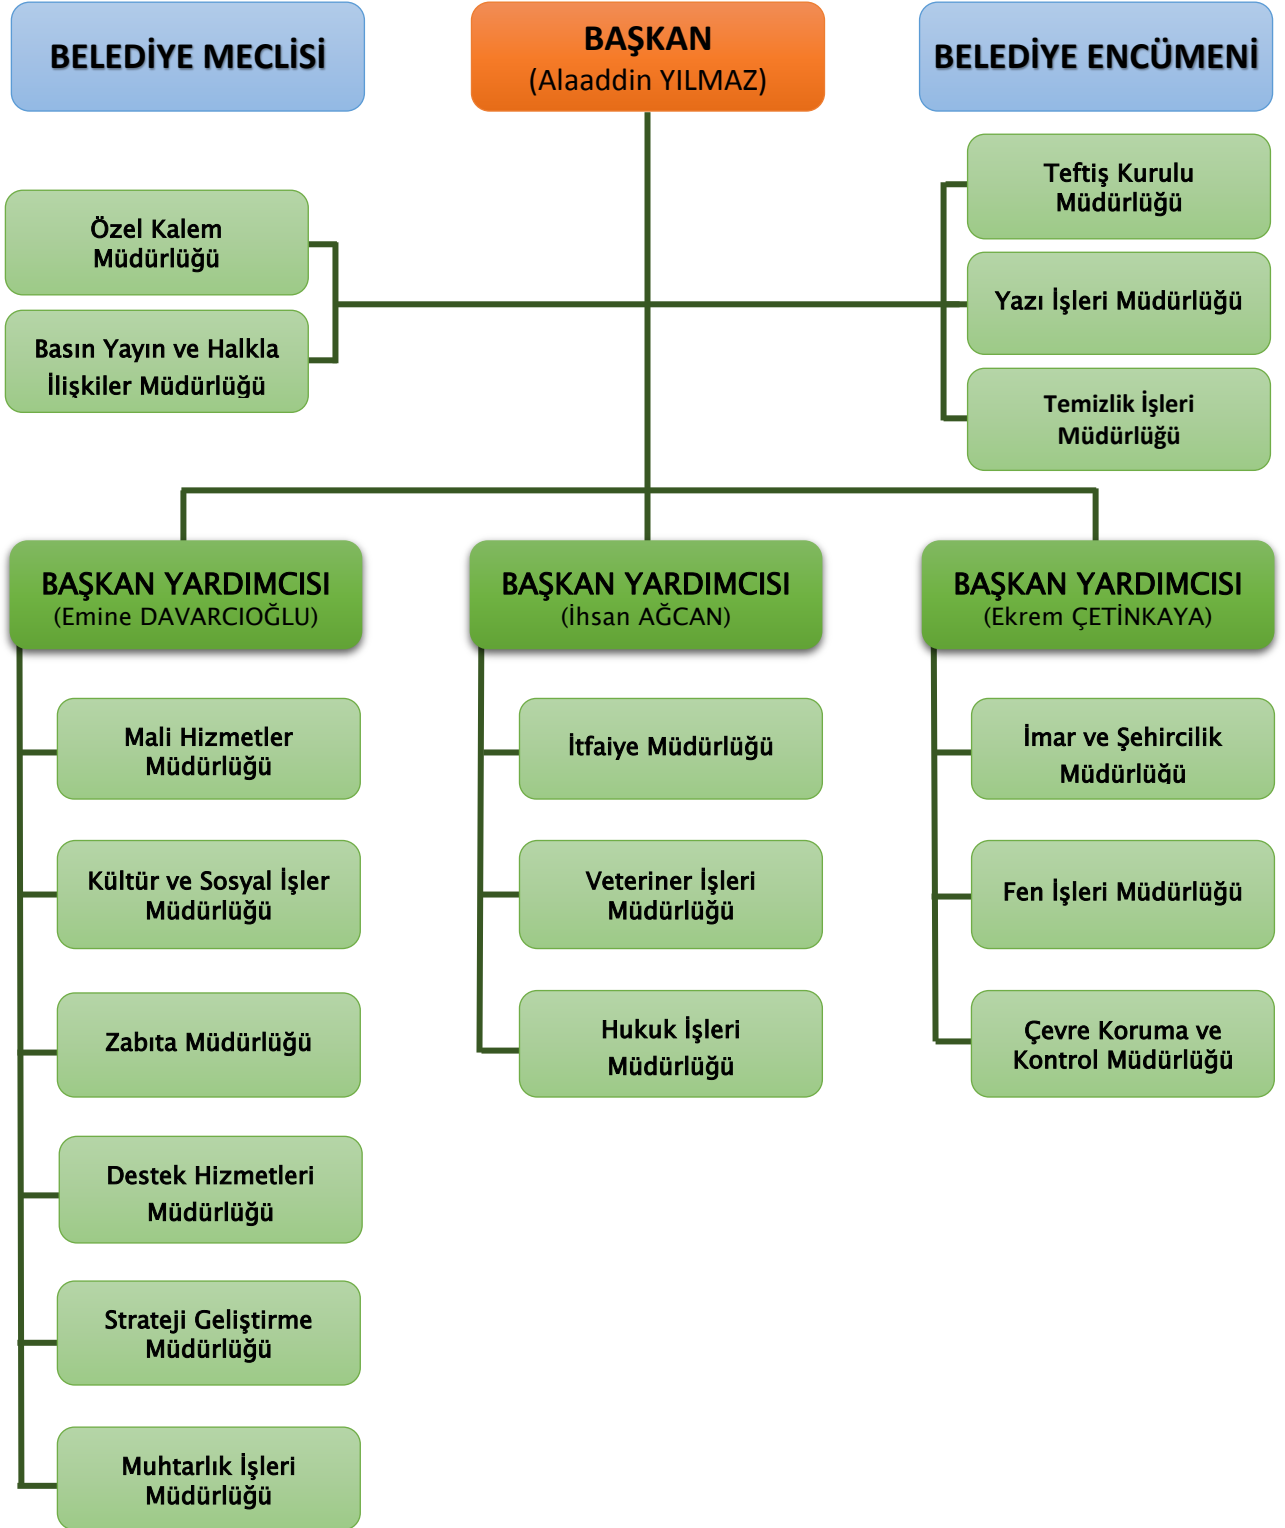 BELEDİYE MECLİSİ
BAŞKAN
(Alaaddin YILMAZ)
BELEDİYE ENCÜMENİ
Özel Kalem
Müdürlüğü
Basın Yayın ve Halkla
İlişkiler Müdürlüğü
Teftiş Kurulu
Müdürlüğü
Yazı İşleri Müdürlüğü
Temizlik İşleri
Müdürlüğü
BAŞKAN YARDIMCISI
(Emine DAVARCIOĞLU)
Mali Hizmetler
Müdürlüğü
Kültür ve Sosyal İşler
Müdürlüğü
Zabıta Müdürlüğü
Destek Hizmetleri
Müdürlüğü
Strateji Geliştirme
Müdürlüğü
Muhtarlık İşleri
Müdürlüğü
BAŞKAN YARDIMCISI
(İhsan AĞCAN)
İtfaiye Müdürlüğü
Veteriner İşleri
Müdürlüğü
Hukuk İşleri
Müdürlüğü
BAŞKAN YARDIMCISI
(Ekrem ÇETİNKAYA)
İmar ve Şehircilik
Müdürlüğü
Fen İşleri Müdürlüğü
Çevre Koruma ve
Kontrol Müdürlüğü